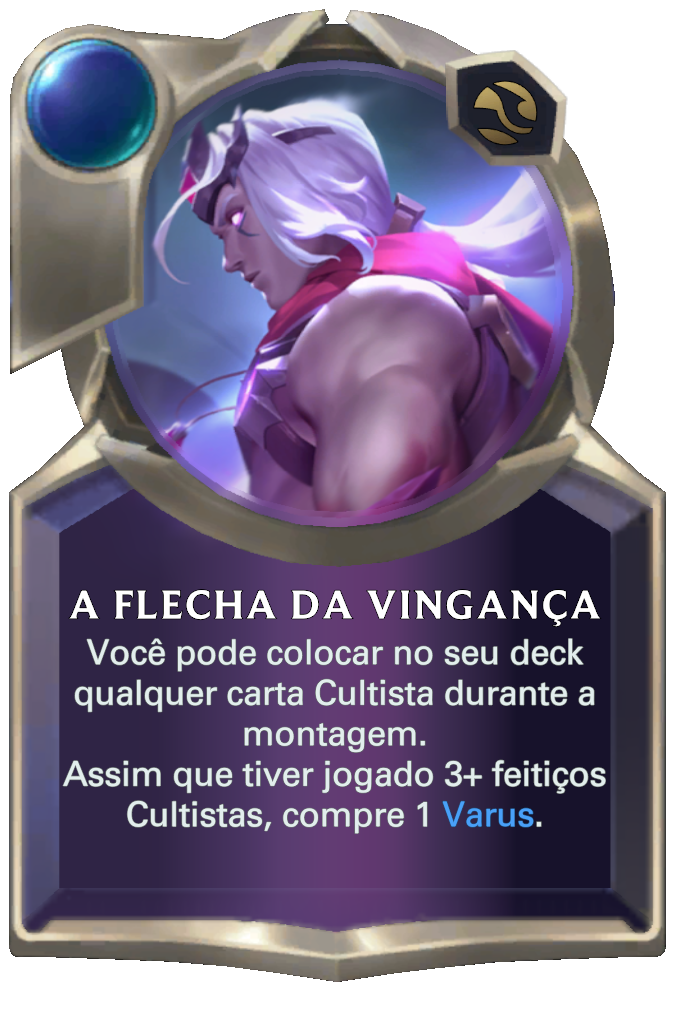 A FLECHA DA VINGANÇA
Você pode colocar no seu deck
qualquer carta Cultista durante a
montagem.
Assim que tiver jogado 3+ feitiços
Cultistas, compre 1 Varus.